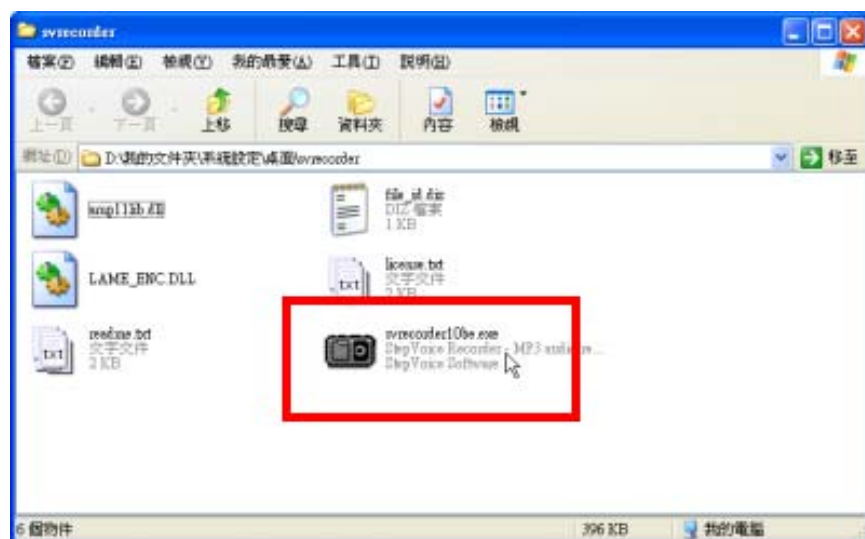 svrecorder
檔案(F) 編輯(E) 檢視(V) 我的最愛(A) 工具(T) 說明(H)
上一頁 下一頁 上移 搜尋 資料夾 內容 檢視
網址(D) D:\我的文件夾\系統設定\桌面\svrecorder 移至
file_id.diz
DIZ 檔案
1 KB
LAME_ENC.DLL
license.txt
文字文件
2 KB
readme.txt
文字文件
2 KB
svrecorder10be.exe
StepVoice Recorder - MP3
StepVoice Software
6 個物件 396 KB 我的電腦